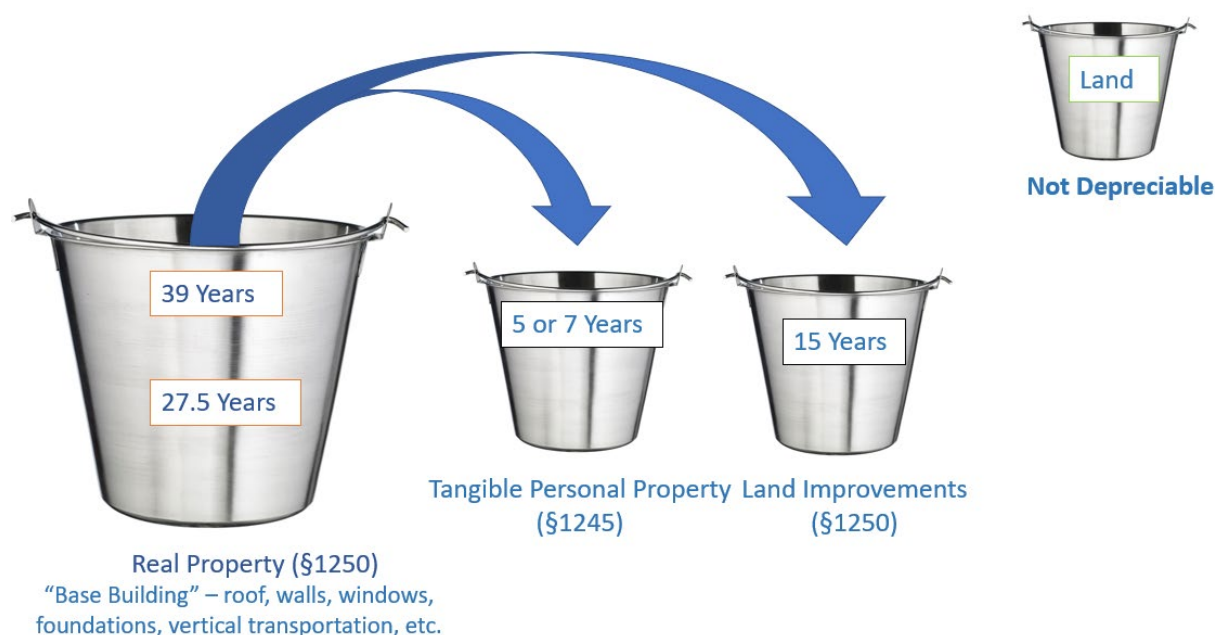 Land
Not Depreciable
39 Years
27.5 Years
5 or 7 Years
15 Years
Real Property (§1250)
“Base Building” – roof, walls, windows,
foundations, vertical transportation, etc.
Tangible Personal Property
(§1245)
Land Improvements
(§1250)